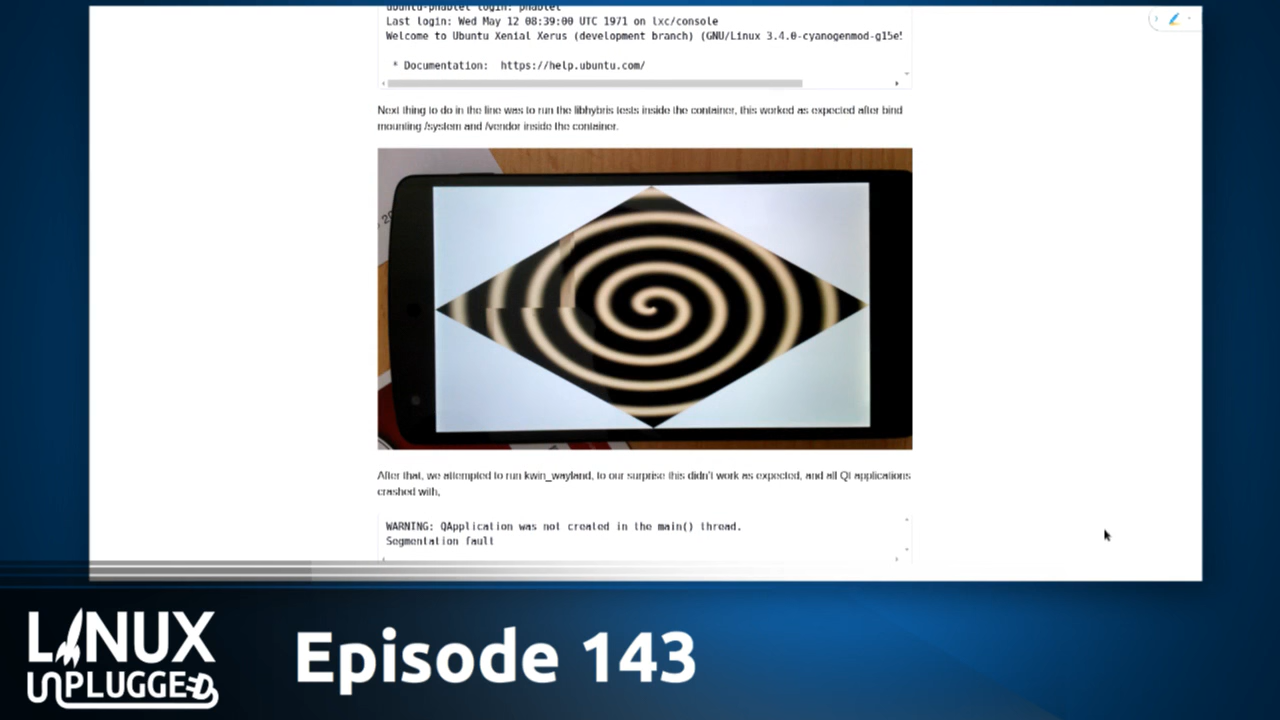 ubuntu-phablet login: phablet
Last login: Wed May 12 08:39:00 UTC 1971 on lxc/console
Welcome to Ubuntu Xenial Xerus (development branch) (GNU/Linux 3.4.0-cyanogenmod-g15e
* Documentation: https://help.ubuntu.com/
Next thing to do in the line was to run the libhybris tests inside the container, this worked as expected after bind
mounting /system and /vendor inside the container.
After that, we attempted to run kwin_wayland, to our surprise this didn't work as expected, and all Qt applications
crashed with,
WARNING: QApplication was not created in the main() thread.
Segmentation fault
LINUX
UNPLUGGED
Episode 143